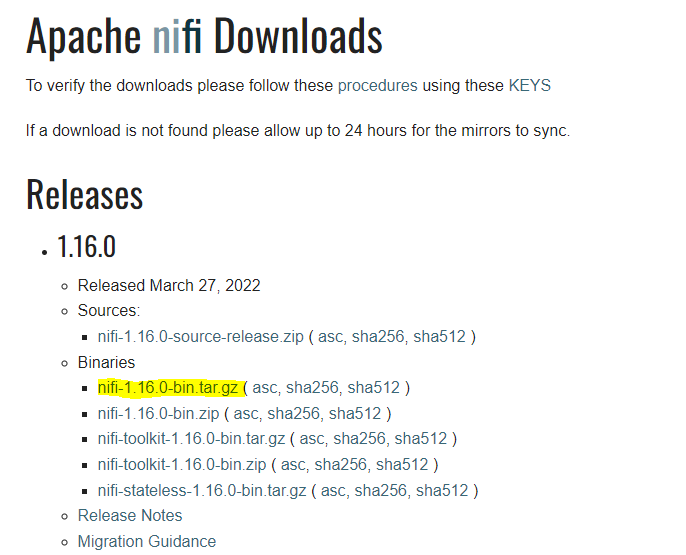 Apache nifi Downloads
To verify the downloads please follow these procedures using these KEYS
If a download is not found please allow up to 24 hours for the mirrors to sync.
Releases
1.16.0
Released March 27, 2022
Sources:
nifi-1.16.0-source-release.zip ( asc, sha256, sha512 )
Binaries
nifi-1.16.0-bin.tar.gz ( asc, sha256, sha512 )
nifi-1.16.0-bin.zip ( asc, sha256, sha512 )
nifi-toolkit-1.16.0-bin.tar.gz ( asc, sha256, sha512 )
nifi-toolkit-1.16.0-bin.zip ( asc, sha256, sha512 )
nifi-stateless-1.16.0-bin.tar.gz ( asc, sha256, sha512 )
Release Notes
Migration Guidance